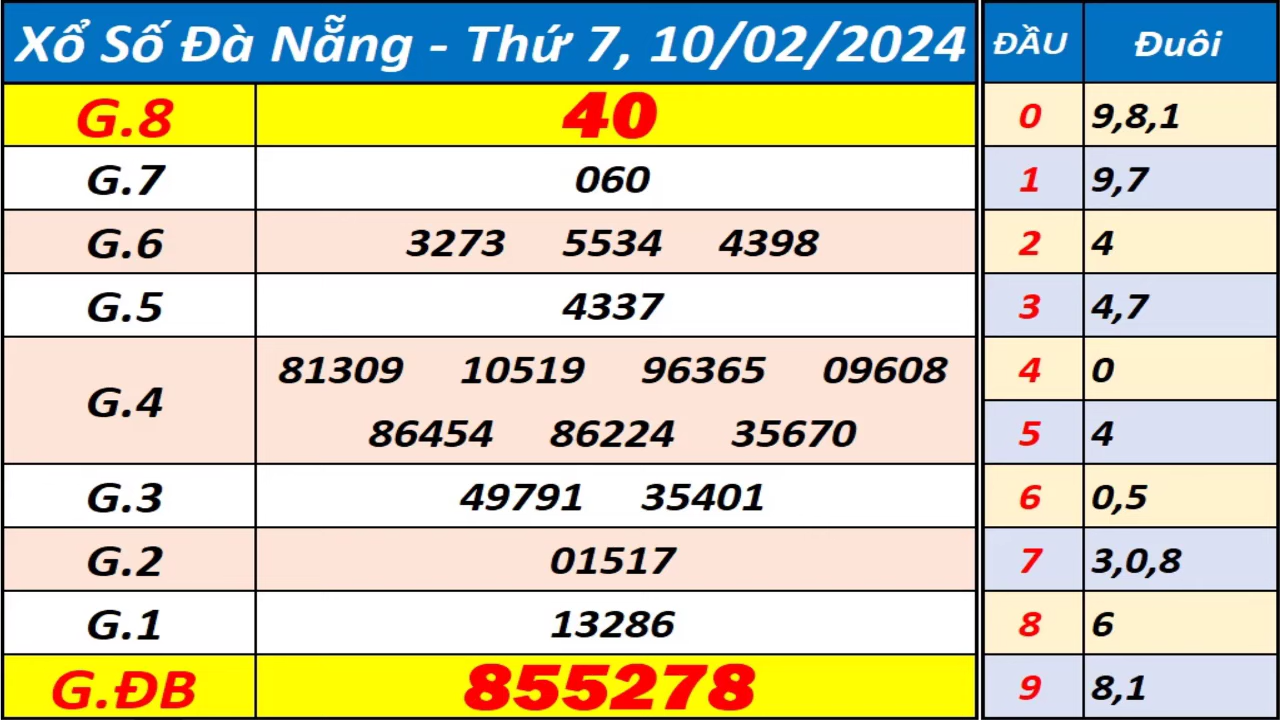 Xổ Số Đà Nẵng - Thứ 7, 10/02/2024
G.8 40
G.7 060
G.6 3273 5534 4398
G.5 4337
G.4 81309 10519 96365 09608
86454 86224 35670
G.3 49791 35401
G.2 01517
G.1 13286
G.ĐB 855278
ĐẦU Đuôi
0 9,8,1
1 9,7
2 4
3 4,7
4 0
5 4
6 0,5
7 3,0,8
8 6
9 8,1